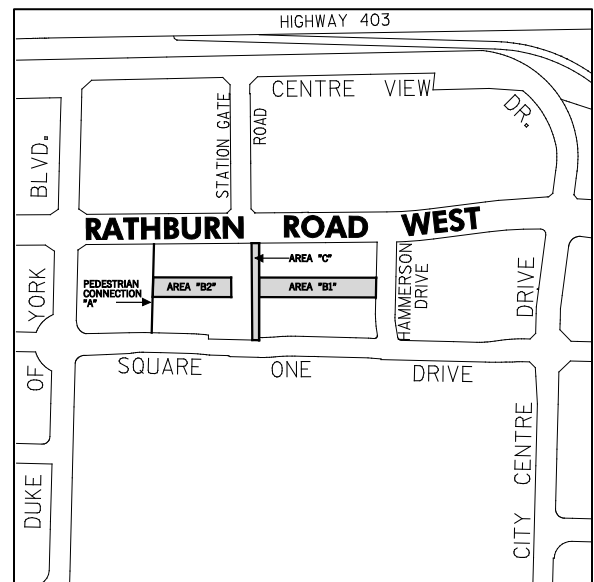 HIGHWAY 403
CENTRE VIEW DR.
STATION GATE
ROAD
BLVD.
RATHBURN ROAD WEST
AREA "C"
PEDESTRIAN
CONNECTION
"A"
AREA "B2"
AREA "B1"
HAMMERSON
DRIVE
DRIVE
YORK
SQUARE ONE DRIVE
OF
CITY CENTRE
DUKE